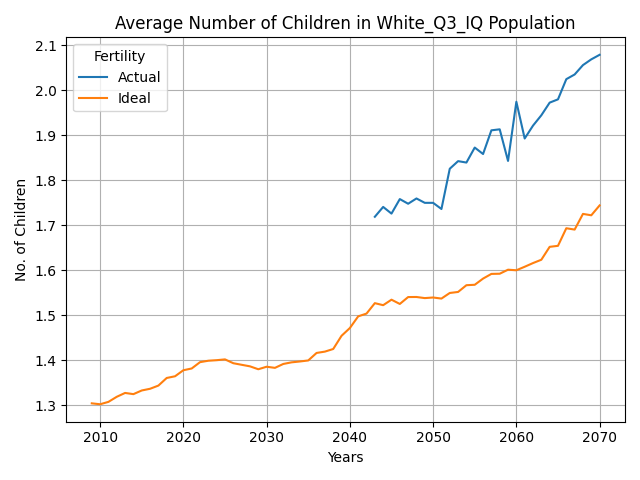 Average Number of Children in White_Q3_IQ Population
Fertility
Actual
Ideal
No. of Children
2.1
2.0
1.9
1.8
1.7
1.6
1.5
1.4
1.3
2010 2020 2030 2040 2050 2060 2070
Years